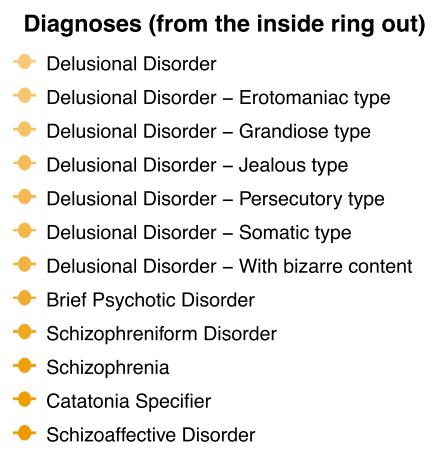 Diagnoses (from the inside ring out)
Delusional Disorder
Delusional Disorder – Erotomaniac type
Delusional Disorder – Grandiose type
Delusional Disorder – Jealous type
Delusional Disorder – Persecutory type
Delusional Disorder – Somatic type
Delusional Disorder – With bizarre content
Brief Psychotic Disorder
Schizophreniform Disorder
Schizophrenia
Catatonia Specifier
Schizoaffective Disorder